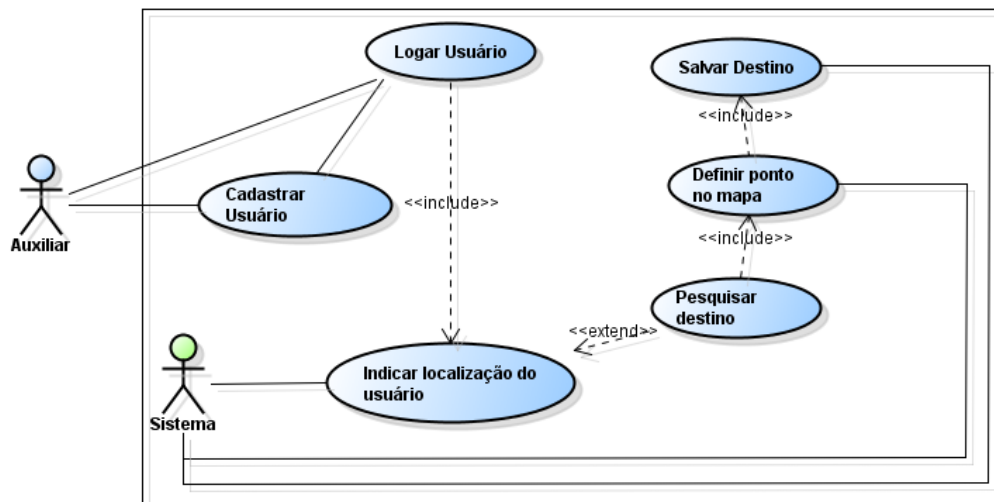 Logar Usuário
Salvar Destino
<<include>>
Definir ponto
no mapa
Cadastrar
Usuário
<<include>>
Auxiliar
<<include>>
Pesquisar
destino
<<extend>>
Indicar localização do
usuário
Sistema